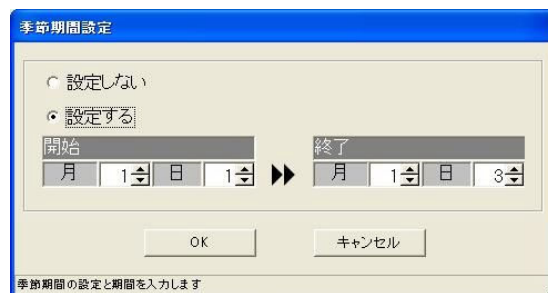 季節期間設定
設定しない
設定する
開始 終了
月 1 日 1 月 1 日 3
OK キャンセル
季節期間の設定と期間を入力します